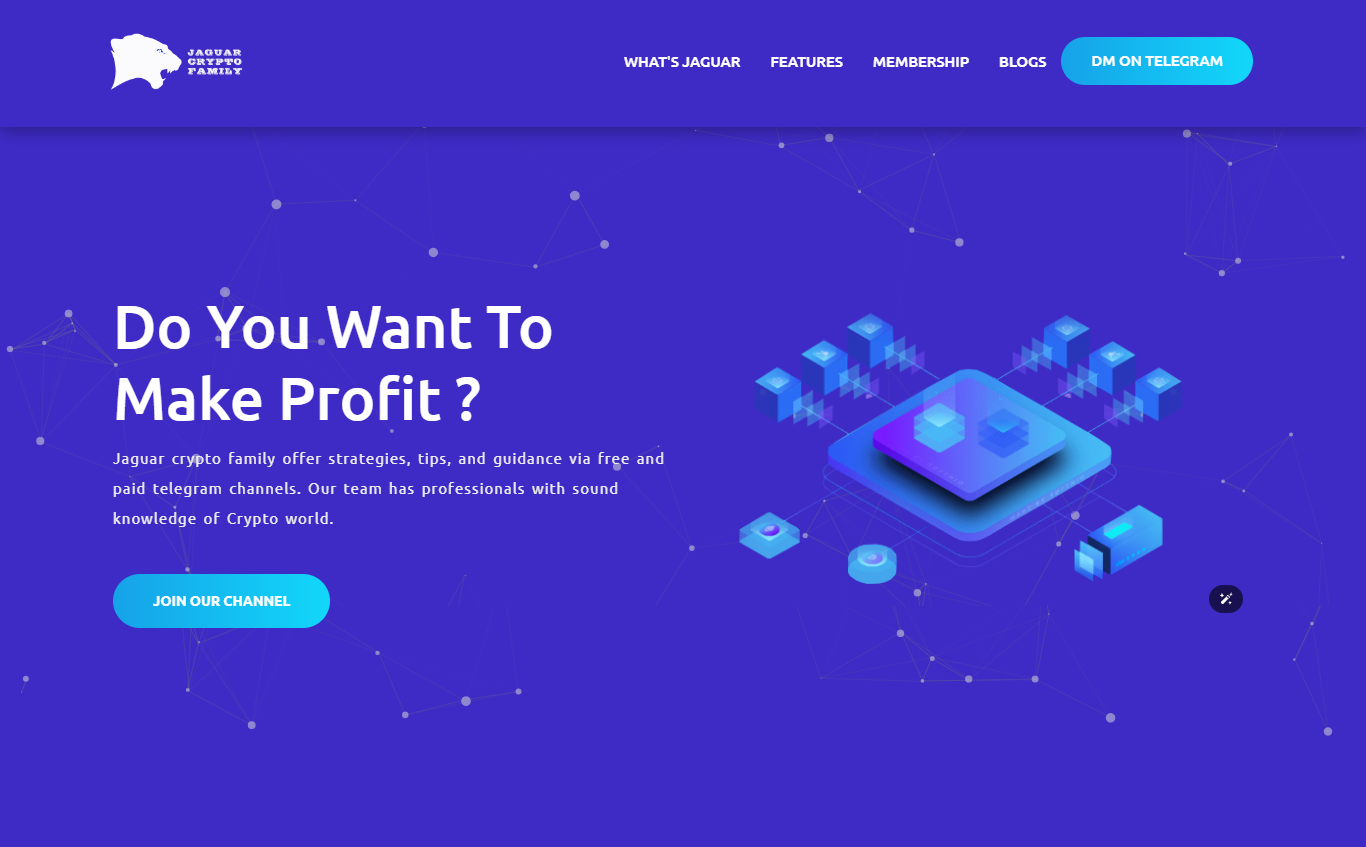 JAGUAR
CRYPTO
FAMILY
WHAT'S JAGUAR
FEATURES
MEMBERSHIP
BLOGS
DM ON TELEGRAM
Do You Want To
Make Profit ?
Jaguar crypto family offer strategies, tips, and guidance via free and
paid telegram channels. Our team has professionals with sound
knowledge of Crypto world.
JOIN OUR CHANNEL